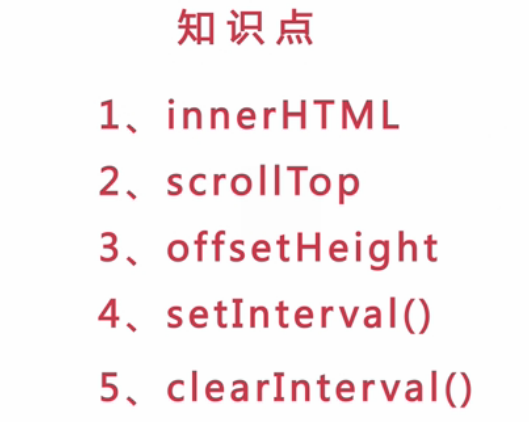 知识点
1、innerHTML
2、scrollTop
3、offsetHeight
4、setInterval()
5、clearInterval()